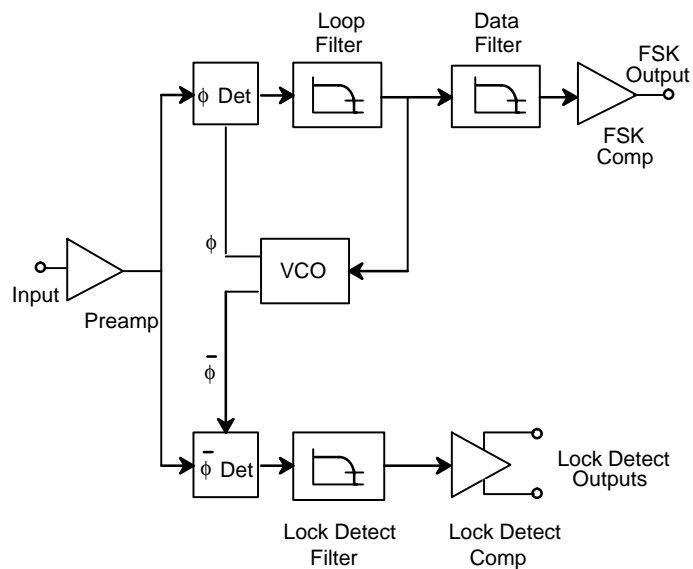 Loop
Filter
Data
Filter
FSK
Output
ϕ Det
FSK
Comp
ϕ
VCO
Input
Preamp
ϕ̄
ϕ̄ Det
Lock Detect
Outputs
Lock Detect
Filter
Lock Detect
Comp